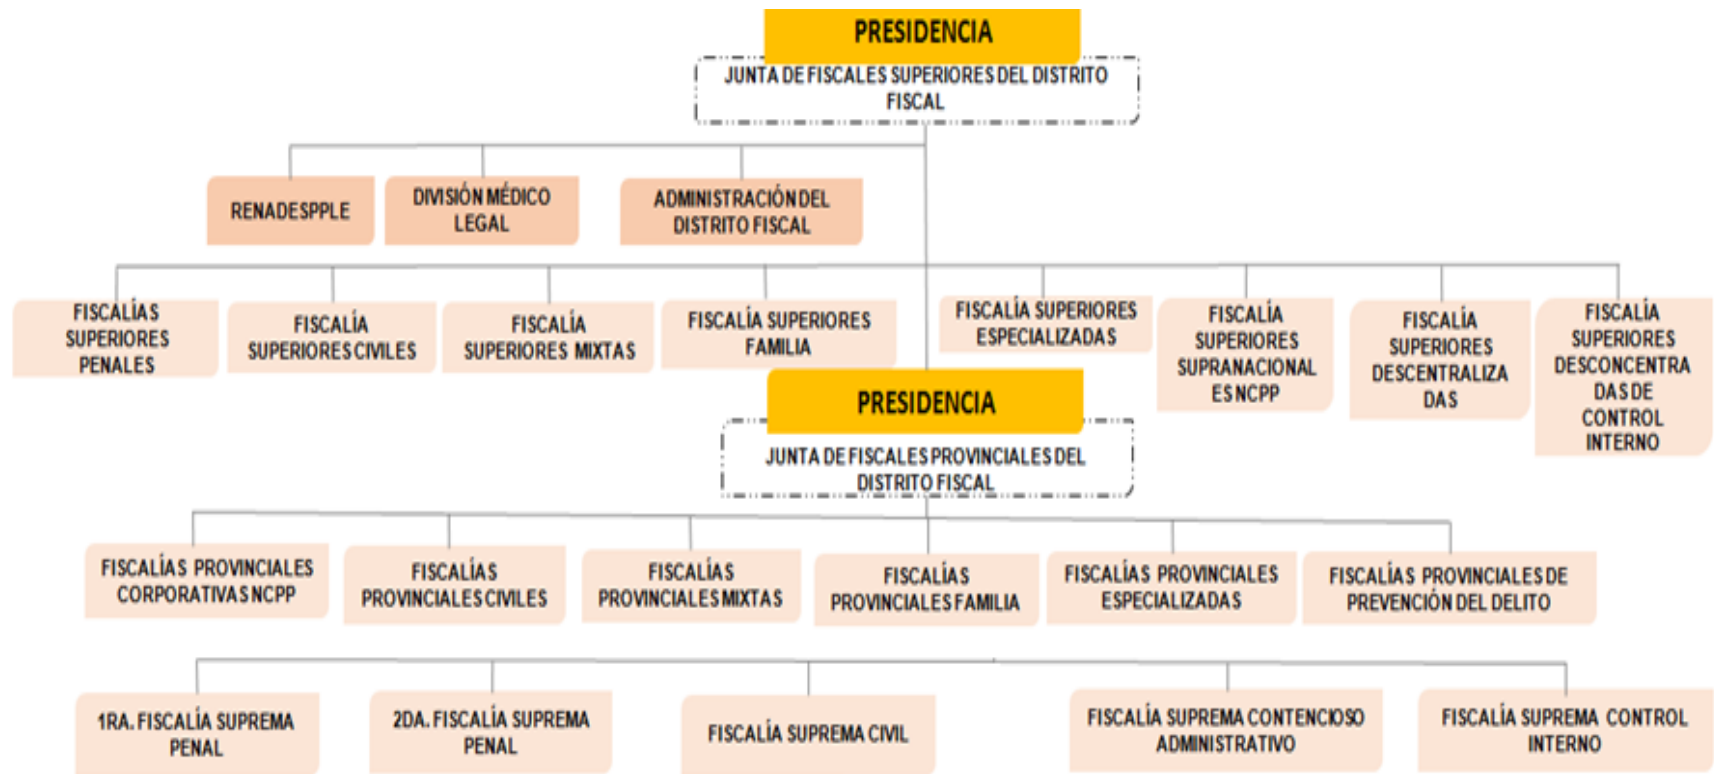 PRESIDENCIA
JUNTA DE FISCALES SUPERIORES DEL DISTRITO
FISCAL
RENADESPPLE
DIVISIÓN MÉDICO
LEGAL
ADMINISTRACIÓN DEL
DISTRITO FISCAL
FISCALÍAS
SUPERIORES
PENALES
FISCALÍA
SUPERIORES CIVILES
FISCALÍA
SUPERIORES MIXTAS
FISCALÍA SUPERIORES
FAMILIA
FISCALÍA SUPERIORES
ESPECIALIZADAS
FISCALÍA
SUPERIORES
SUPRANACIONAL
ES NCPP
FISCALÍA
SUPERIORES
DESCENTRALIZA
DAS
FISCALÍA
SUPERIORES
DESCONCENTRA
DAS DE
CONTROL
INTERNO
PRESIDENCIA
JUNTA DE FISCALES PROVINCIALES DEL
DISTRITO FISCAL
FISCALÍAS PROVINCIALES
CORPORATIVAS NCPP
FISCALÍAS
PROVINCIALES CIVILES
FISCALÍAS
PROVINCIALES MIXTAS
FISCALÍAS
PROVINCIALES FAMILIA
FISCALÍAS PROVINCIALES
ESPECIALIZADAS
FISCALÍAS PROVINCIALES DE
PREVENCIÓN DEL DELITO
1RA. FISCALÍA SUPREMA
PENAL
2DA. FISCALÍA SUPREMA
PENAL
FISCALÍA SUPREMA CIVIL
FISCALÍA SUPREMA CONTENCIOSO
ADMINISTRATIVO
FISCALÍA SUPREMA CONTROL
INTERNO